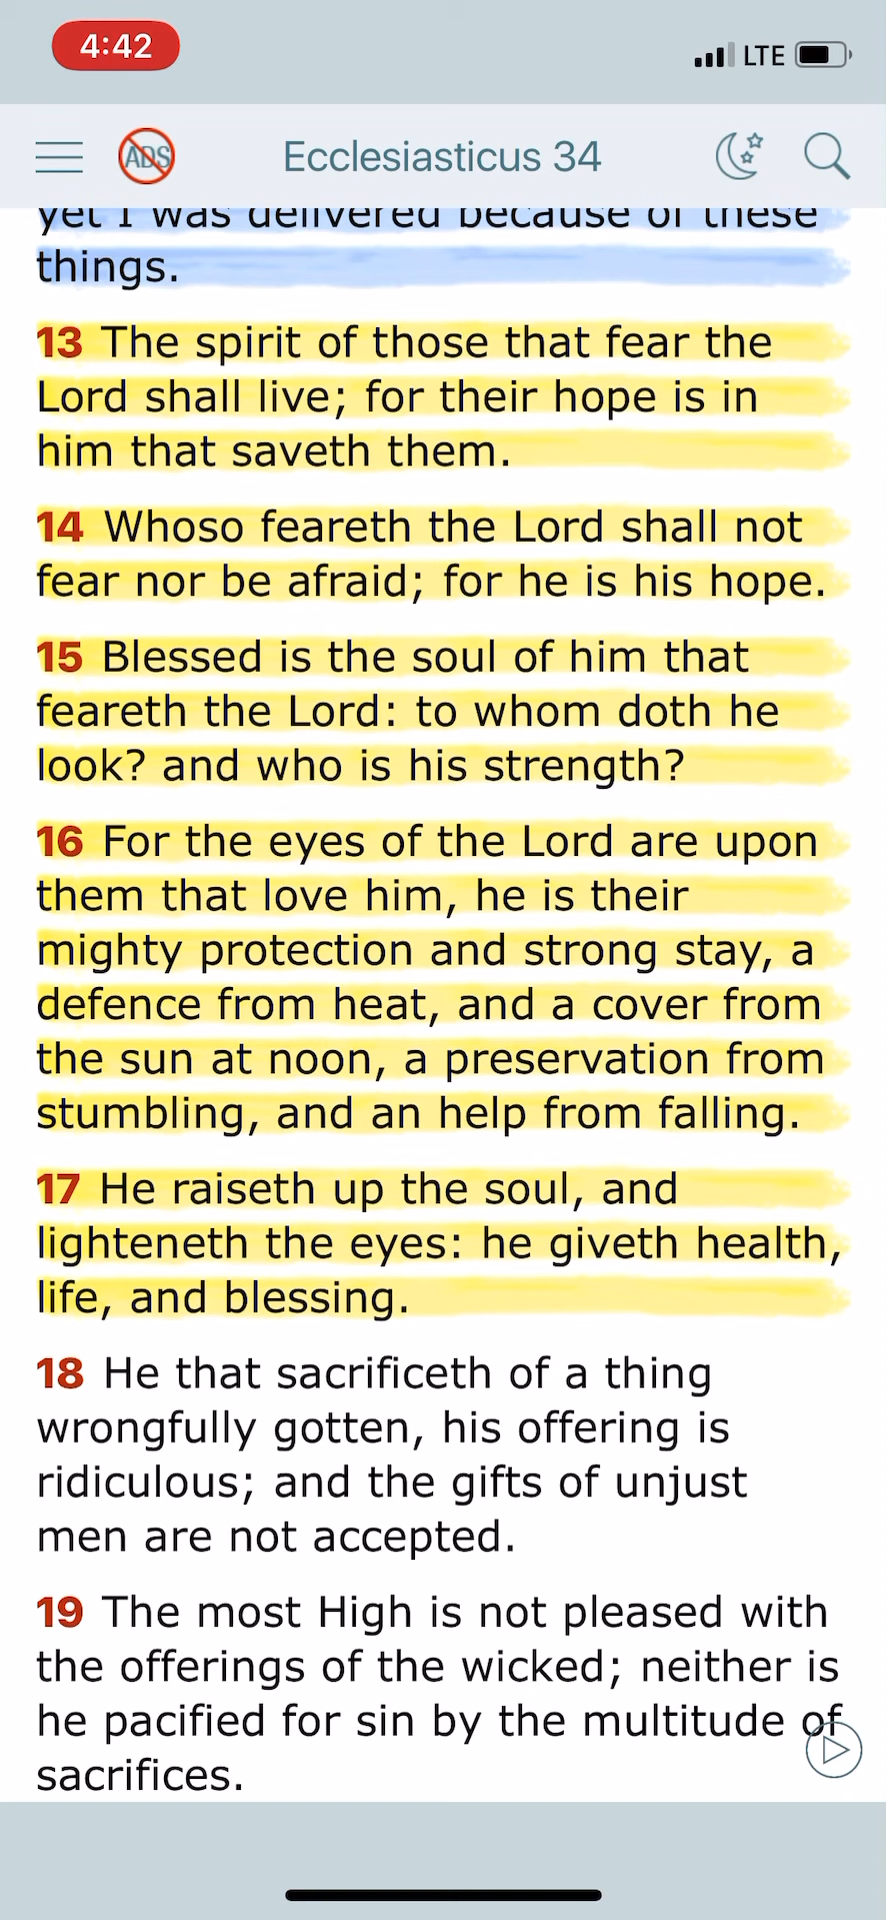 4:42
LTE
ADS
Ecclesiasticus 34
yet I was delivered because of these
things.
13 The spirit of those that fear the
Lord shall live; for their hope is in
him that saveth them.
14 Whoso feareth the Lord shall not
fear nor be afraid; for he is his hope.
15 Blessed is the soul of him that
feareth the Lord: to whom doth he
look? and who is his strength?
16 For the eyes of the Lord are upon
them that love him, he is their
mighty protection and strong stay, a
defence from heat, and a cover from
the sun at noon, a preservation from
stumbling, and an help from falling.
17 He raiseth up the soul, and
lighteneth the eyes: he giveth health,
life, and blessing.
18 He that sacrificeth of a thing
wrongfully gotten, his offering is
ridiculous; and the gifts of unjust
men are not accepted.
19 The most High is not pleased with
the offerings of the wicked; neither is
he pacified for sin by the multitude of
sacrifices.